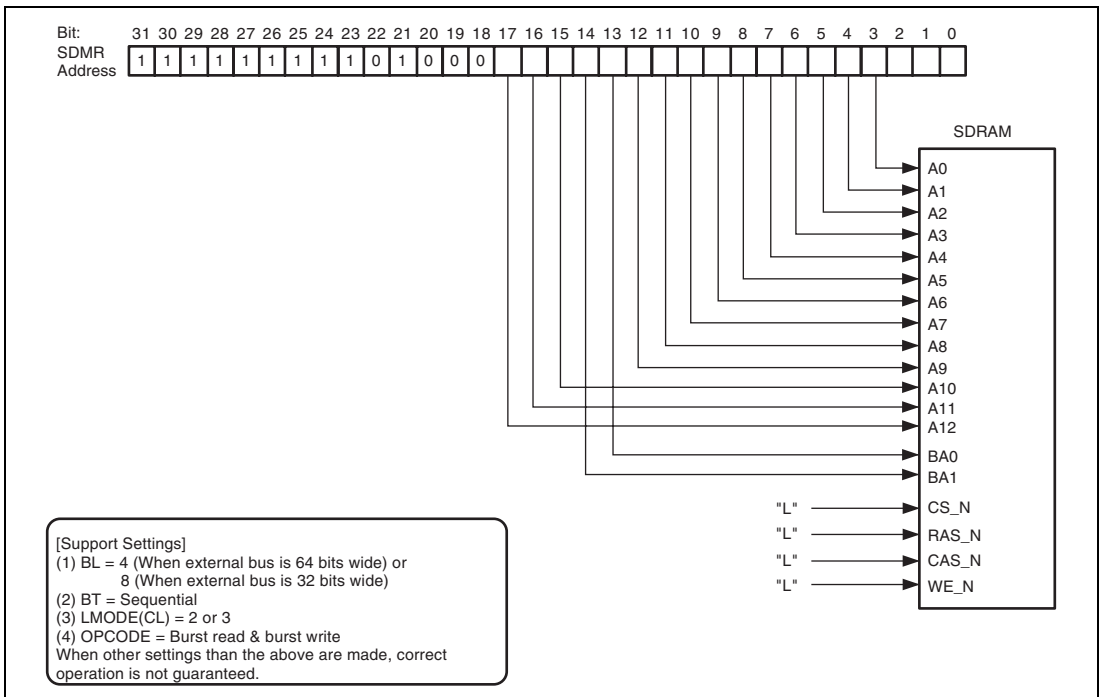 Bit: 31 30 29 28 27 26 25 24 23 22 21 20 19 18 17 16 15 14 13 12 11 10 9 8 7 6 5 4 3 2 1 0
SDMR
Address 1 1 1 1 1 1 1 1 1 0 1 0 0 0
SDRAM
A0
A1
A2
A3
A4
A5
A6
A7
A8
A9
A10
A11
A12
BA0
BA1
"L" CS_N
"L" RAS_N
"L" CAS_N
"L" WE_N
[Support Settings]
(1) BL = 4 (When external bus is 64 bits wide) or
8 (When external bus is 32 bits wide)
(2) BT = Sequential
(3) LMODE(CL) = 2 or 3
(4) OPCODE = Burst read & burst write
When other settings than the above are made, correct
operation is not guaranteed.